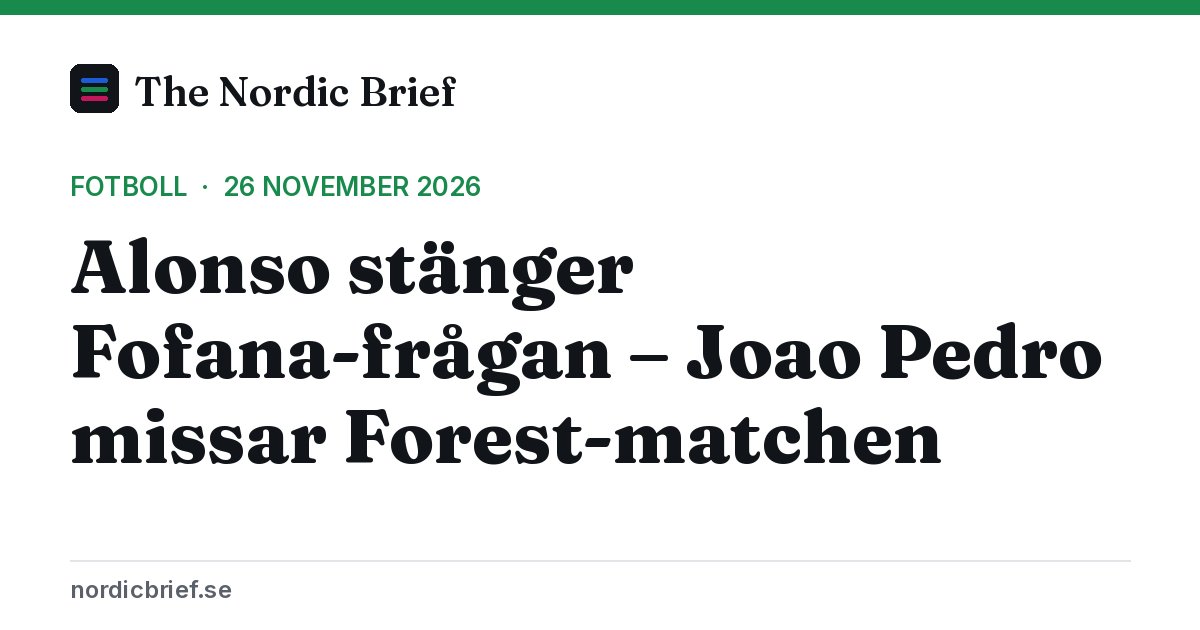 The Nordic Brief
FOTBOLL · 26 NOVEMBER 2026
Alonso stänger
Fofana-frågan – Joao Pedro
missar Forest-matchen
nordicbrief.se